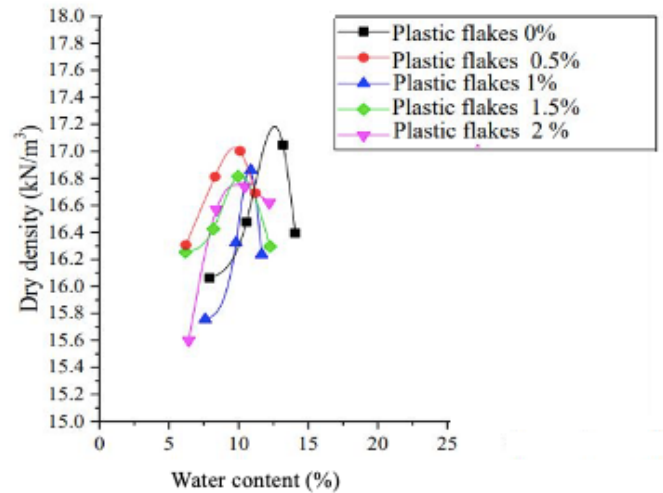 18.0
17.8
17.6
17.4
17.2
17.0
16.8
16.6
16.4
16.2
16.0
15.8
15.6
15.4
15.2
15.0
Dry density (kN/m³)
Plastic flakes 0%
Plastic flakes 0.5%
Plastic flakes 1%
Plastic flakes 1.5%
Plastic flakes 2 %
0 5 10 15 20 25
Water content (%)